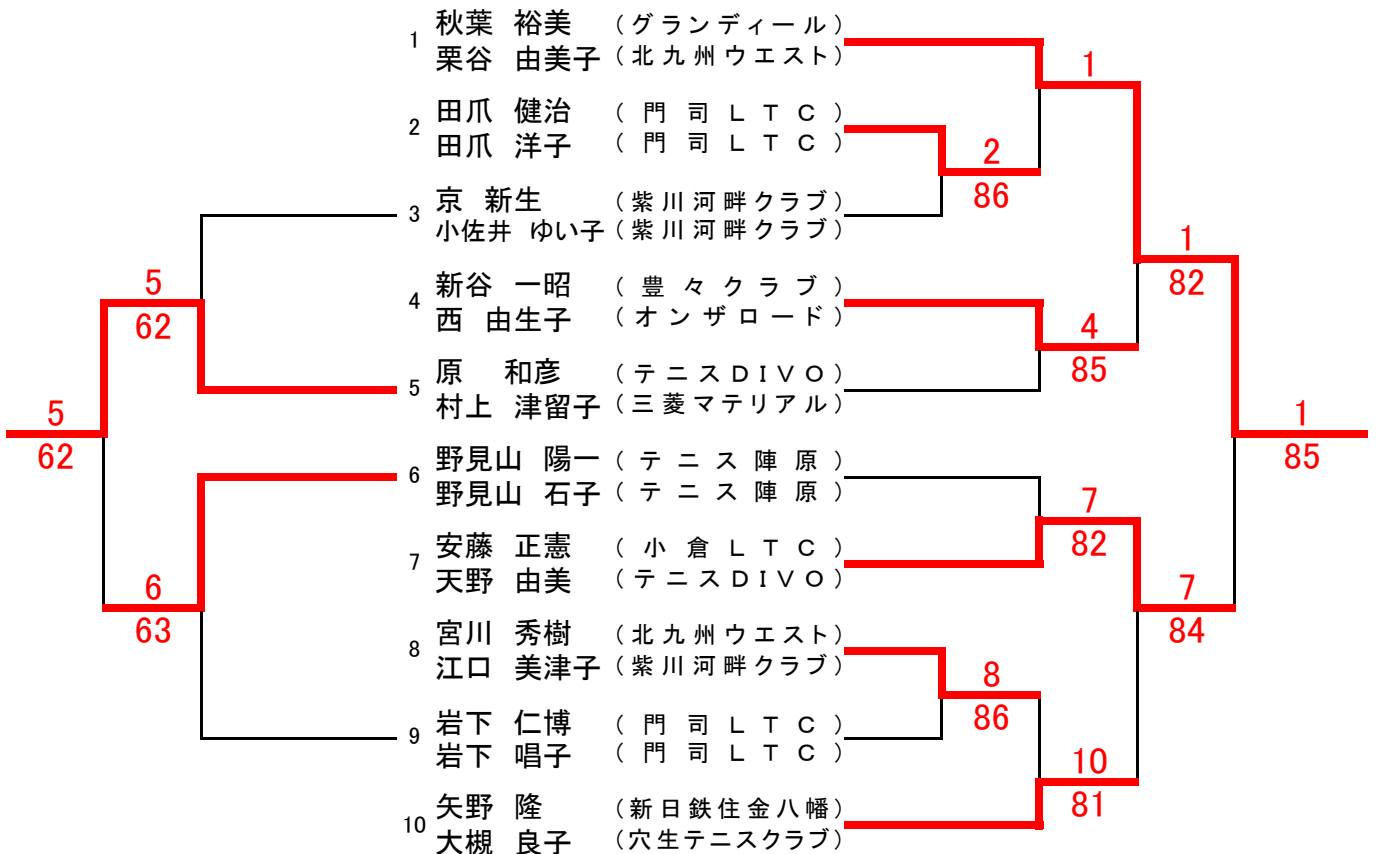 1 秋葉 裕美 (グランディール)
栗谷 由美子 (北九州ウエスト)
2 田爪 健治 (門司LTC)
田爪 洋子 (門司LTC)
3 京 新生 (紫川河畔クラブ)
小佐井 ゆい子 (紫川河畔クラブ)
4 新谷 一昭 (豊々クラブ)
西 由生子 (オンザロード)
5 原 和彦 (テニスDIVO)
村上 津留子 (三菱マテリアル)
6 野見山 陽一 (テニス陣原)
野見山 石子 (テニス陣原)
7 安藤 正憲 (小倉LTC)
天野 由美 (テニスDIVO)
8 宮川 秀樹 (北九州ウエスト)
江口 美津子 (紫川河畔クラブ)
9 岩下 仁博 (門司LTC)
岩下 唱子 (門司LTC)
10 矢野 隆 (新日鉄住金八幡)
大槻 良子 (穴生テニスクラブ)
5
62
5
62
6
63
2
86
8
86
1
4
85
7
82
10
81
1
82
7
84
1
85